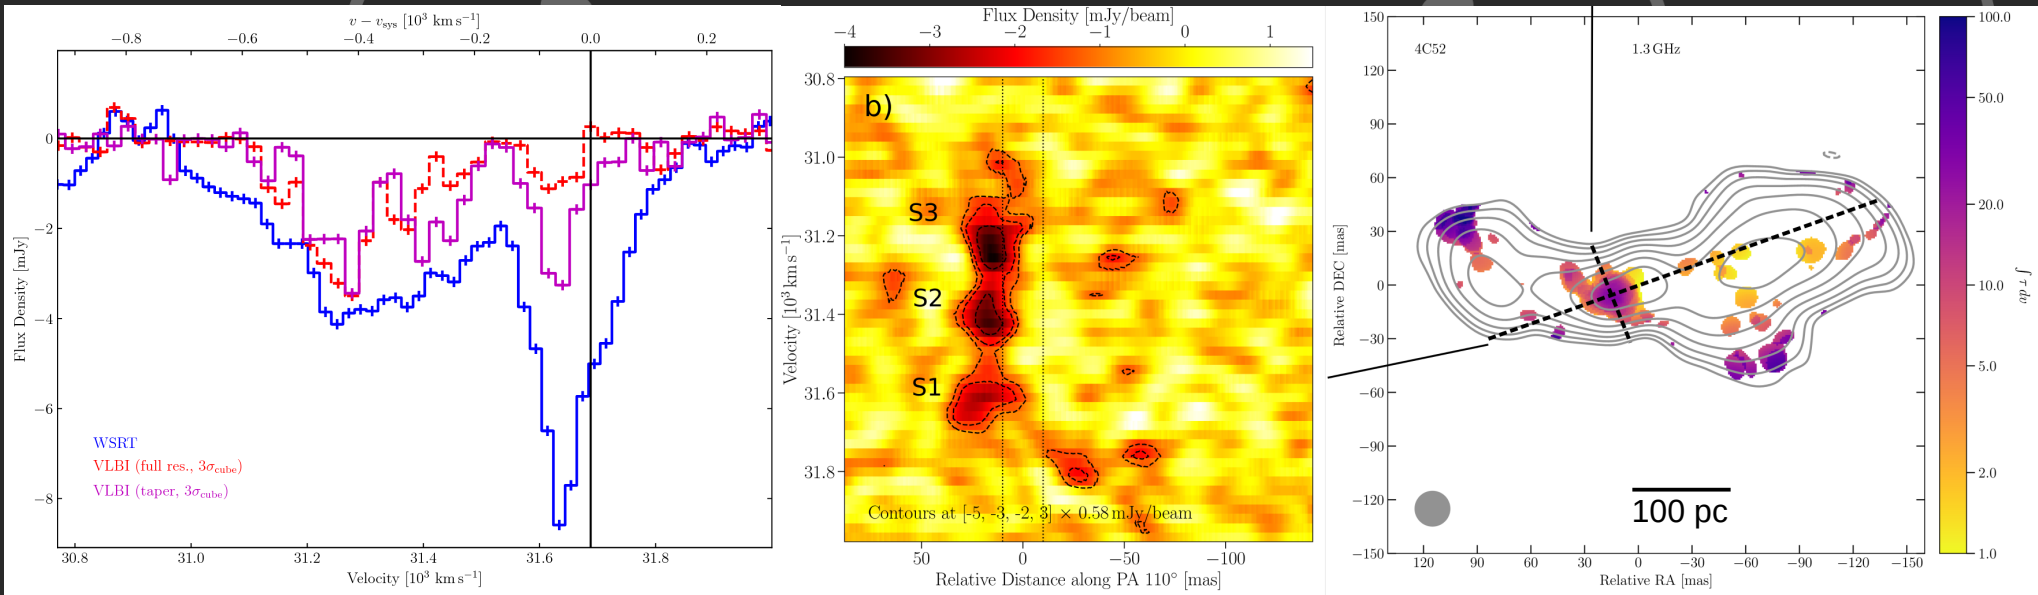 v − v_sys [10³ km s⁻¹]
−0.8 −0.6 −0.4 −0.2 0.0 0.2
0
−2
−4
−6
−8
Flux Density [mJy]
WSRT
VLBI (full res., 3σ_cube)
VLBI (taper, 3σ_cube)
30.8 31.0 31.2 31.4 31.6 31.8
Velocity [10³ km s⁻¹]
Flux Density [mJy/beam]
−4 −3 −2 −1 0 1
b)
30.8
31.0
31.2
31.4
31.6
31.8
Velocity [10³ km s⁻¹]
S3
S2
S1
Contours at [-5, -3, -2, 3] × 0.58 mJy/beam
50 0 −50 −100
Relative Distance along PA 110° [mas]
4C52
1.3 GHz
150
120
90
60
30
0
−30
−60
−90
−120
−150
Relative DEC [mas]
100 pc
120 90 60 30 0 −30 −60 −90 −120 −150
Relative RA [mas]
100.0
50.0
20.0
10.0
5.0
2.0
1.0
∫ τ dv